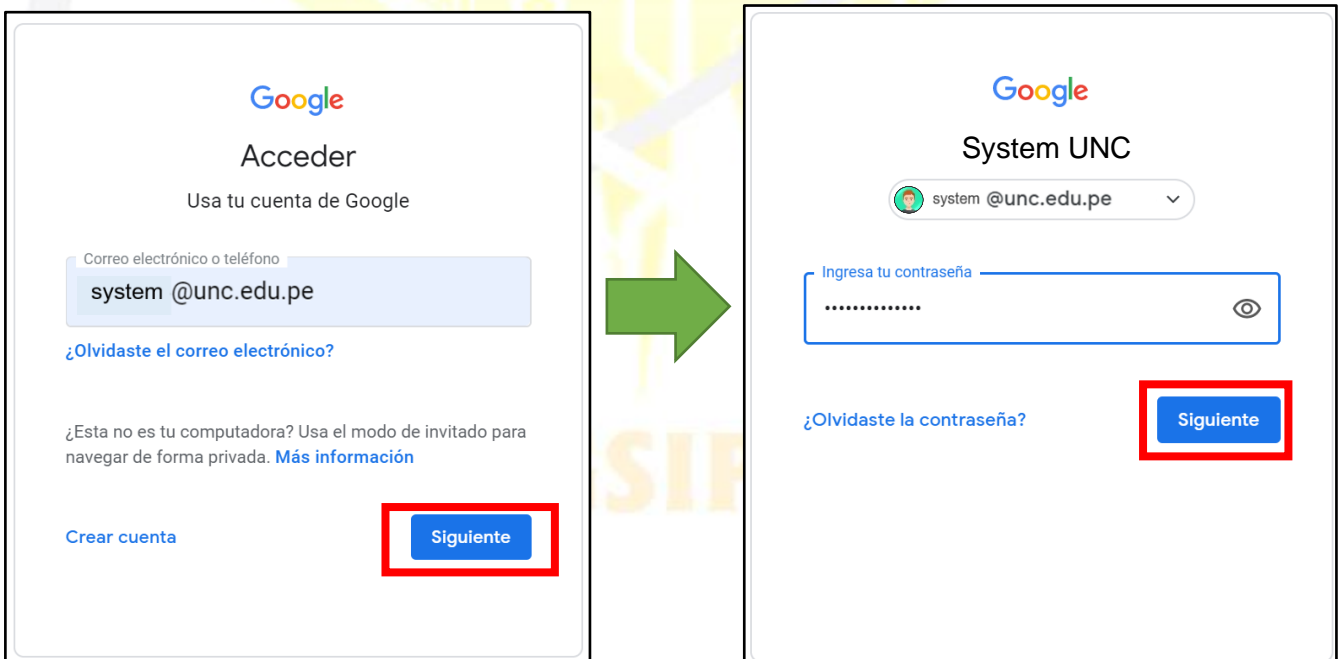 Google
Acceder
Usa tu cuenta de Google
Correo electrónico o teléfono
system @unc.edu.pe
¿Olvidaste el correo electrónico?
¿Esta no es tu computadora? Usa el modo de invitado para
navegar de forma privada. Más información
Crear cuenta
Siguiente
Google
System UNC
system @unc.edu.pe
Ingresa tu contraseña
••••••••••••••
¿Olvidaste la contraseña?
Siguiente